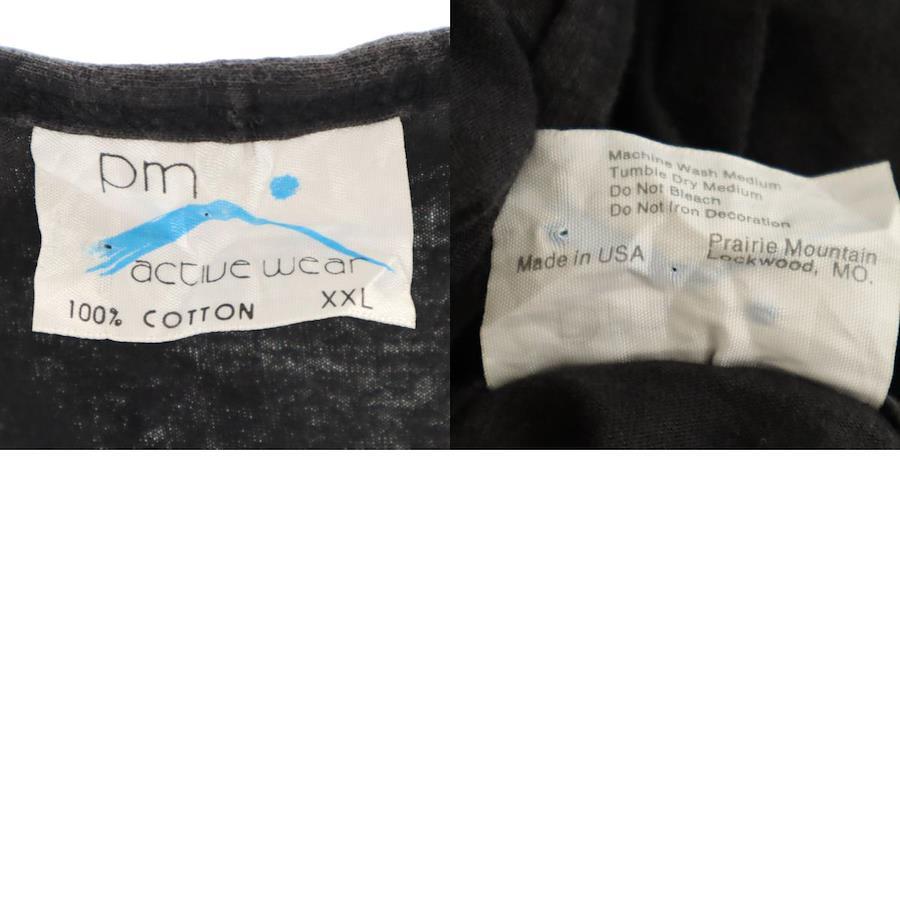 pm
active wear
100% COTTON XXL
Machine Wash Medium
Tumble Dry Medium
Do Not Bleach
Do Not Iron Decoration
Made in USA
Prairie Mountain
Lockwood, MO.